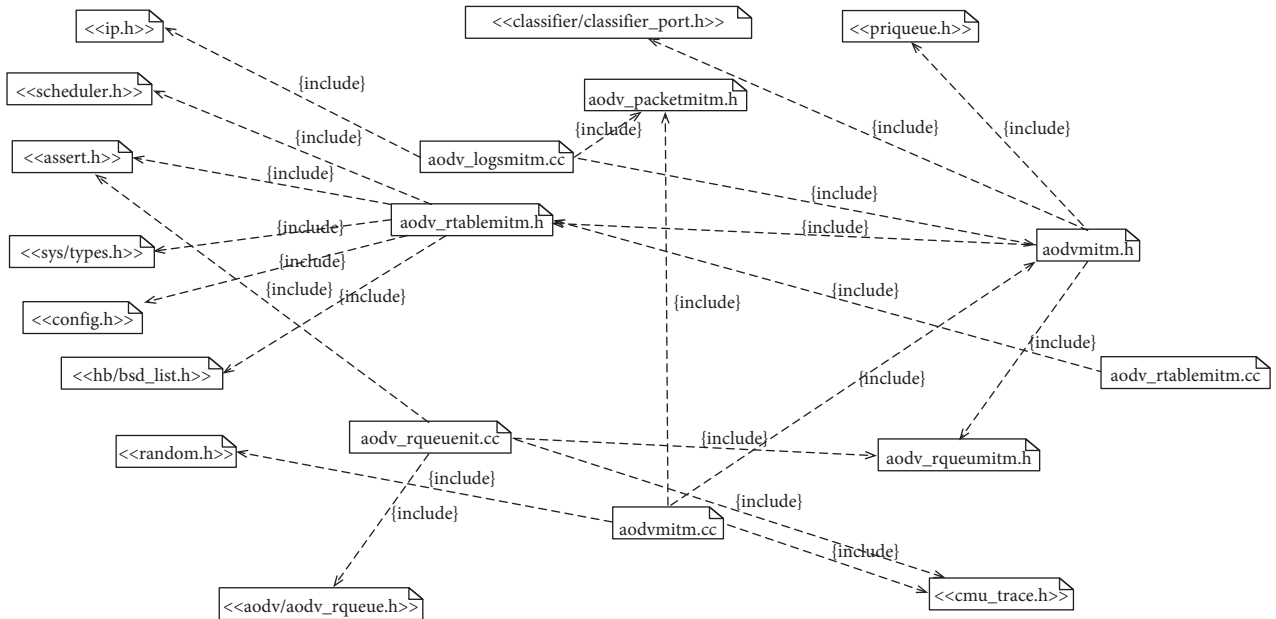 <<ip.h>>
<<classifier/classifier_port.h>>
<<priqueue.h>>
{include}
<<scheduler.h>>
aodv_packetmitm.h
{include}
{include}
{include}
<<assert.h>>
aodv_logsmitm.cc
{include}
{include}
{include}
aodv_rtablemitm.h
{include}
{include}
<<sys/types.h>>
aodvmitm.h
{include}
{include}
{include}
{include}
{include}
<<config.h>>
{include}
<<hb/bsd_list.h>>
aodv_rtablemitm.cc
{include}
aodv_rqueuenit.cc
{include}
<<random.h>>
aodv_rqueumitm.h
{include}
{include}
{include}
aodvmitm.cc
{include}
<<aodv/aodv_rqueue.h>>
<<cmu_trace.h>>